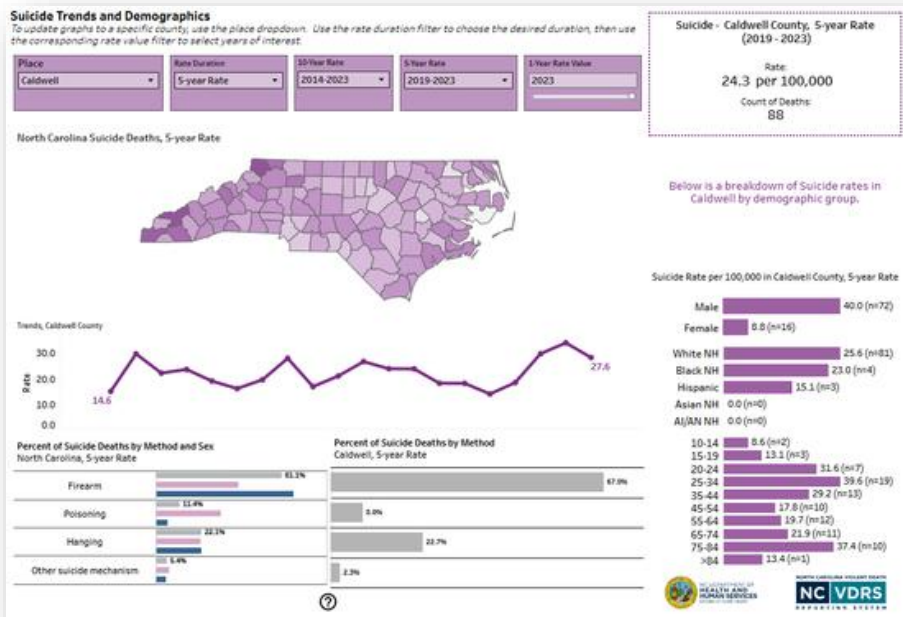 Suicide Trends and Demographics
To update graphs to a specific county, use the place dropdown. Use the rate duration filter to choose the desired duration, then use
the corresponding rate value filter to select years of interest.
Place
Caldwell
Rate Duration
5-year Rate
10-Year Rate
2014-2023
5-Year Rate
2019-2023
1-Year Rate Value
2023
Suicide - Caldwell County, 5-year Rate
(2019 - 2023)
Rate:
24.3 per 100,000
Count of Deaths:
88
North Carolina Suicide Deaths, 5-year Rate
Below is a breakdown of Suicide rates in
Caldwell by demographic group.
Trends, Caldwell County
Rate
30.0
20.0
10.0
0.0
14.6
27.6
Suicide Rate per 100,000 in Caldwell County, 5-year Rate
Male 40.0 (n=72)
Female 8.8 (n=16)
White NH 25.6 (n=81)
Black NH 23.0 (n=4)
Hispanic 15.1 (n=3)
Asian NH 0.0 (n=0)
AI/AN NH 0.0 (n=0)
10-14 8.6 (n=2)
15-19 13.1 (n=3)
20-24 31.6 (n=7)
25-34 39.6 (n=19)
35-44 29.2 (n=13)
45-54 17.8 (n=10)
55-64 19.7 (n=12)
65-74 21.9 (n=11)
75-84 37.4 (n=10)
>84 13.4 (n=1)
Percent of Suicide Deaths by Method and Sex
North Carolina, 5-year Rate
Firearm 61.1%
Poisoning 11.4%
Hanging 22.1%
Other suicide mechanism 5.4%
Percent of Suicide Deaths by Method
Caldwell, 5-year Rate
67.0%
22.7%
2.3%
?
NC DEPARTMENT OF
HEALTH AND
HUMAN SERVICES
NORTH CAROLINA VIOLENT DEATH
NC VDRS
REPORTING SYSTEM